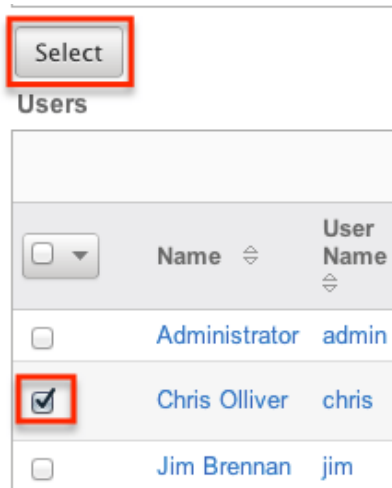 Select
Users
Name User Name
Administrator admin
Chris Olliver chris
Jim Brennan jim